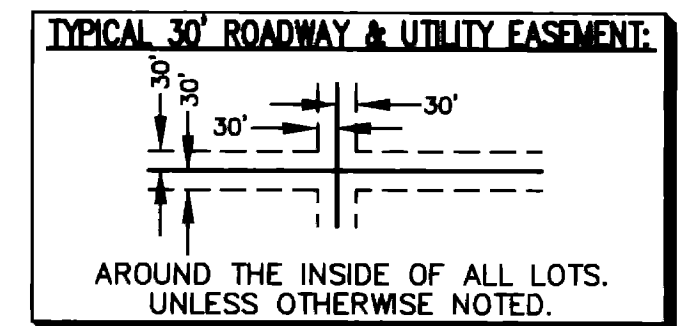 TYPICAL 30' ROADWAY & UTILITY EASEMENT:
30'
30'
30'
30'
AROUND THE INSIDE OF ALL LOTS.
UNLESS OTHERWISE NOTED.